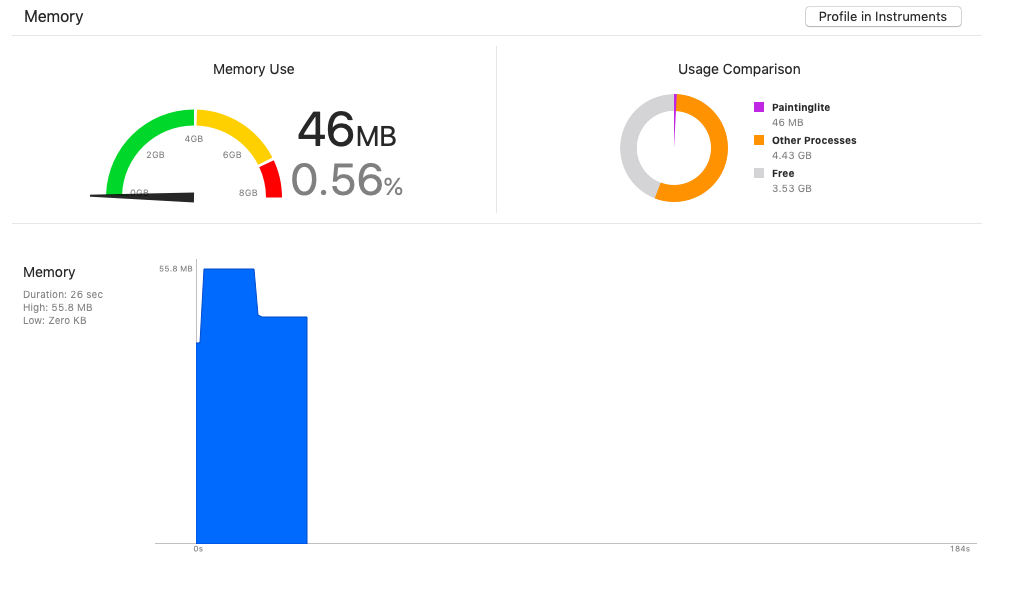 Memory
Profile in Instruments
Memory Use
0GB
2GB
4GB
6GB
8GB
46MB
0.56%
Usage Comparison
Paintinglite
46 MB
Other Processes
4.43 GB
Free
3.53 GB
Memory
Duration: 26 sec
High: 55.8 MB
Low: Zero KB
55.8 MB
0s
184s